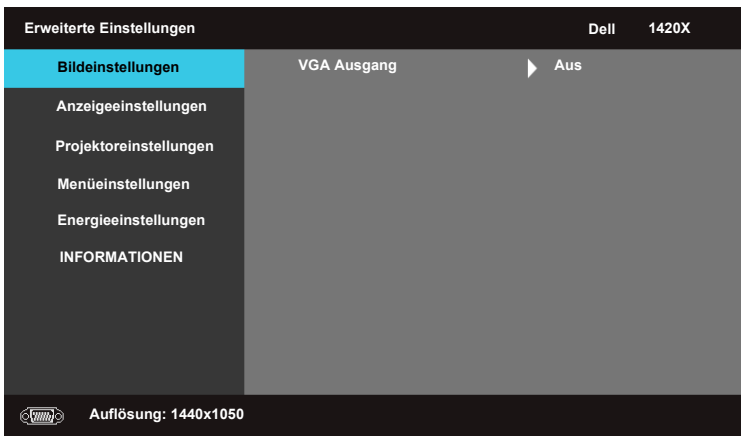 Erweiterte Einstellungen Dell 1420X
Bildeinstellungen VGA Ausgang Aus
Anzeigeeinstellungen
Projektoreinstellungen
Menüeinstellungen
Energieeinstellungen
INFORMATIONEN
Auflösung: 1440x1050